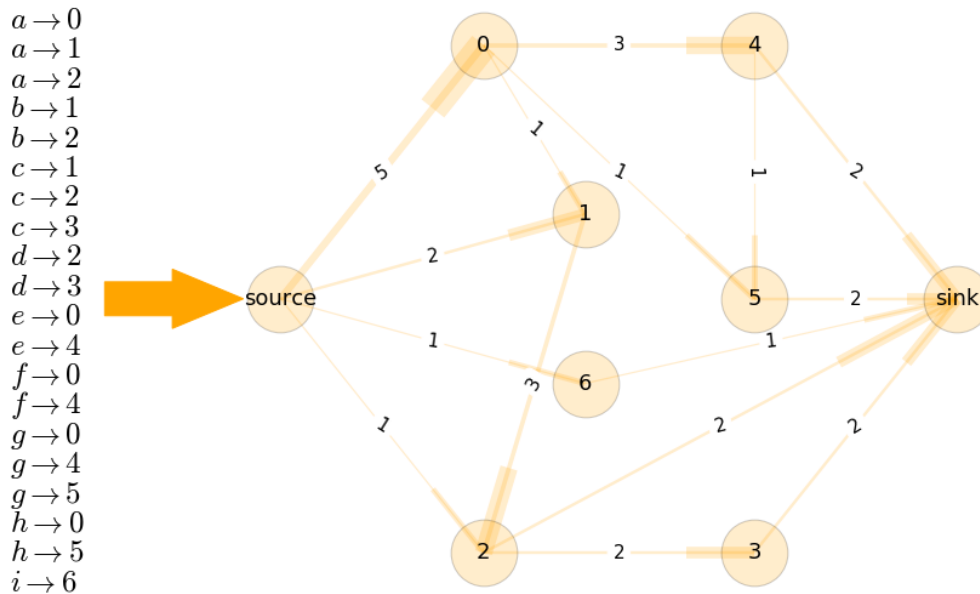 a → 0
a → 1
a → 2
b → 1
b → 2
c → 1
c → 2
c → 3
d → 2
d → 3
e → 0
e → 4
f → 0
f → 4
g → 0
g → 4
g → 5
h → 0
h → 5
i → 6
0
3
4
1
5
1
1
2
1
2
source
5
2
sink
1
1
6
3
1
2
2
2
2
3